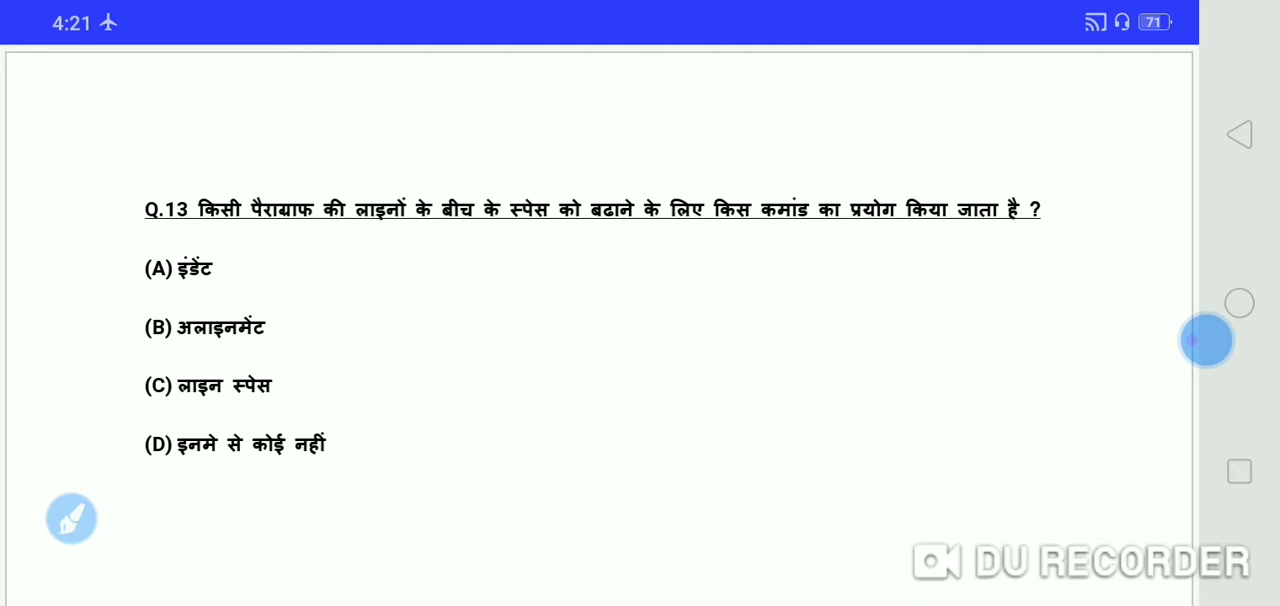 4:21
71
Q.13 किसी पैराग्राफ की लाइनों के बीच के स्पेस को बढाने के लिए किस कमांड का प्रयोग किया जाता है ?
(A) इंडेंट
(B) अलाइनमेंट
(C) लाइन स्पेस
(D) इनमे से कोई नहीं
DU RECORDER